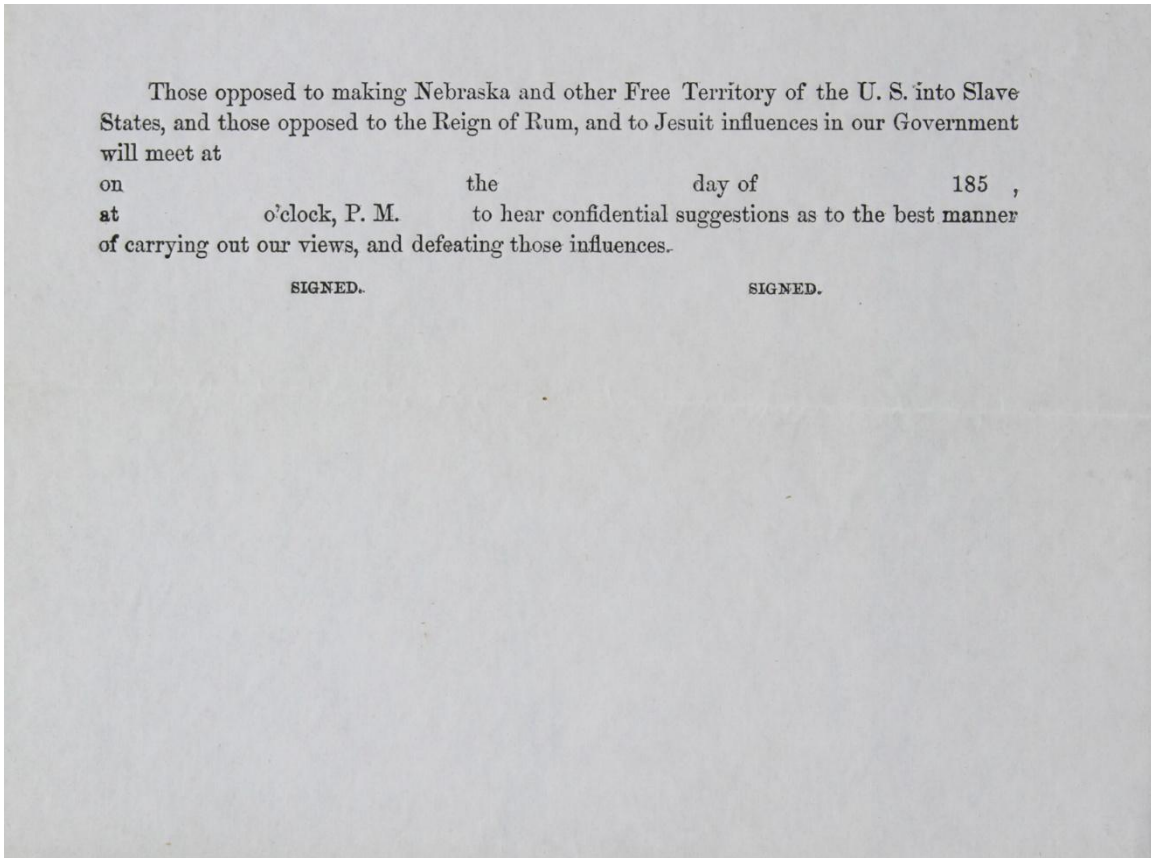 Those opposed to making Nebraska and other Free Territory of the U. S. into Slave
States, and those opposed to the Reign of Rum, and to Jesuit influences in our Government
will meet at
on the day of 185 ,
at o'clock, P. M. to hear confidential suggestions as to the best manner
of carrying out our views, and defeating those influences.
SIGNED. SIGNED.